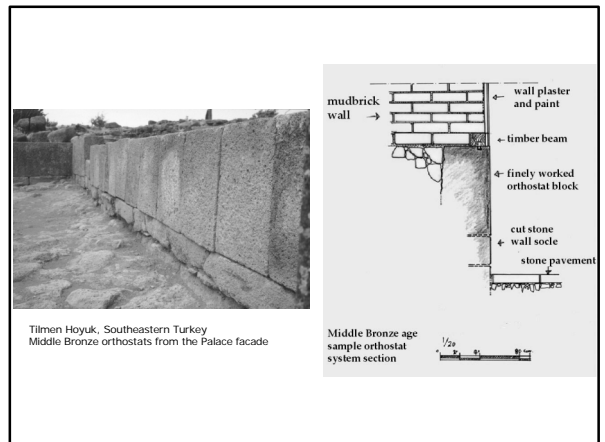 Tilmen Hoyuk, Southeastern Turkey
Middle Bronze orthostats from the Palace facade
mudbrick
wall
wall plaster
and paint
timber beam
finely worked
orthostat block
cut stone
wall socle
stone pavement
Middle Bronze age
sample orthostat
system section
1/20